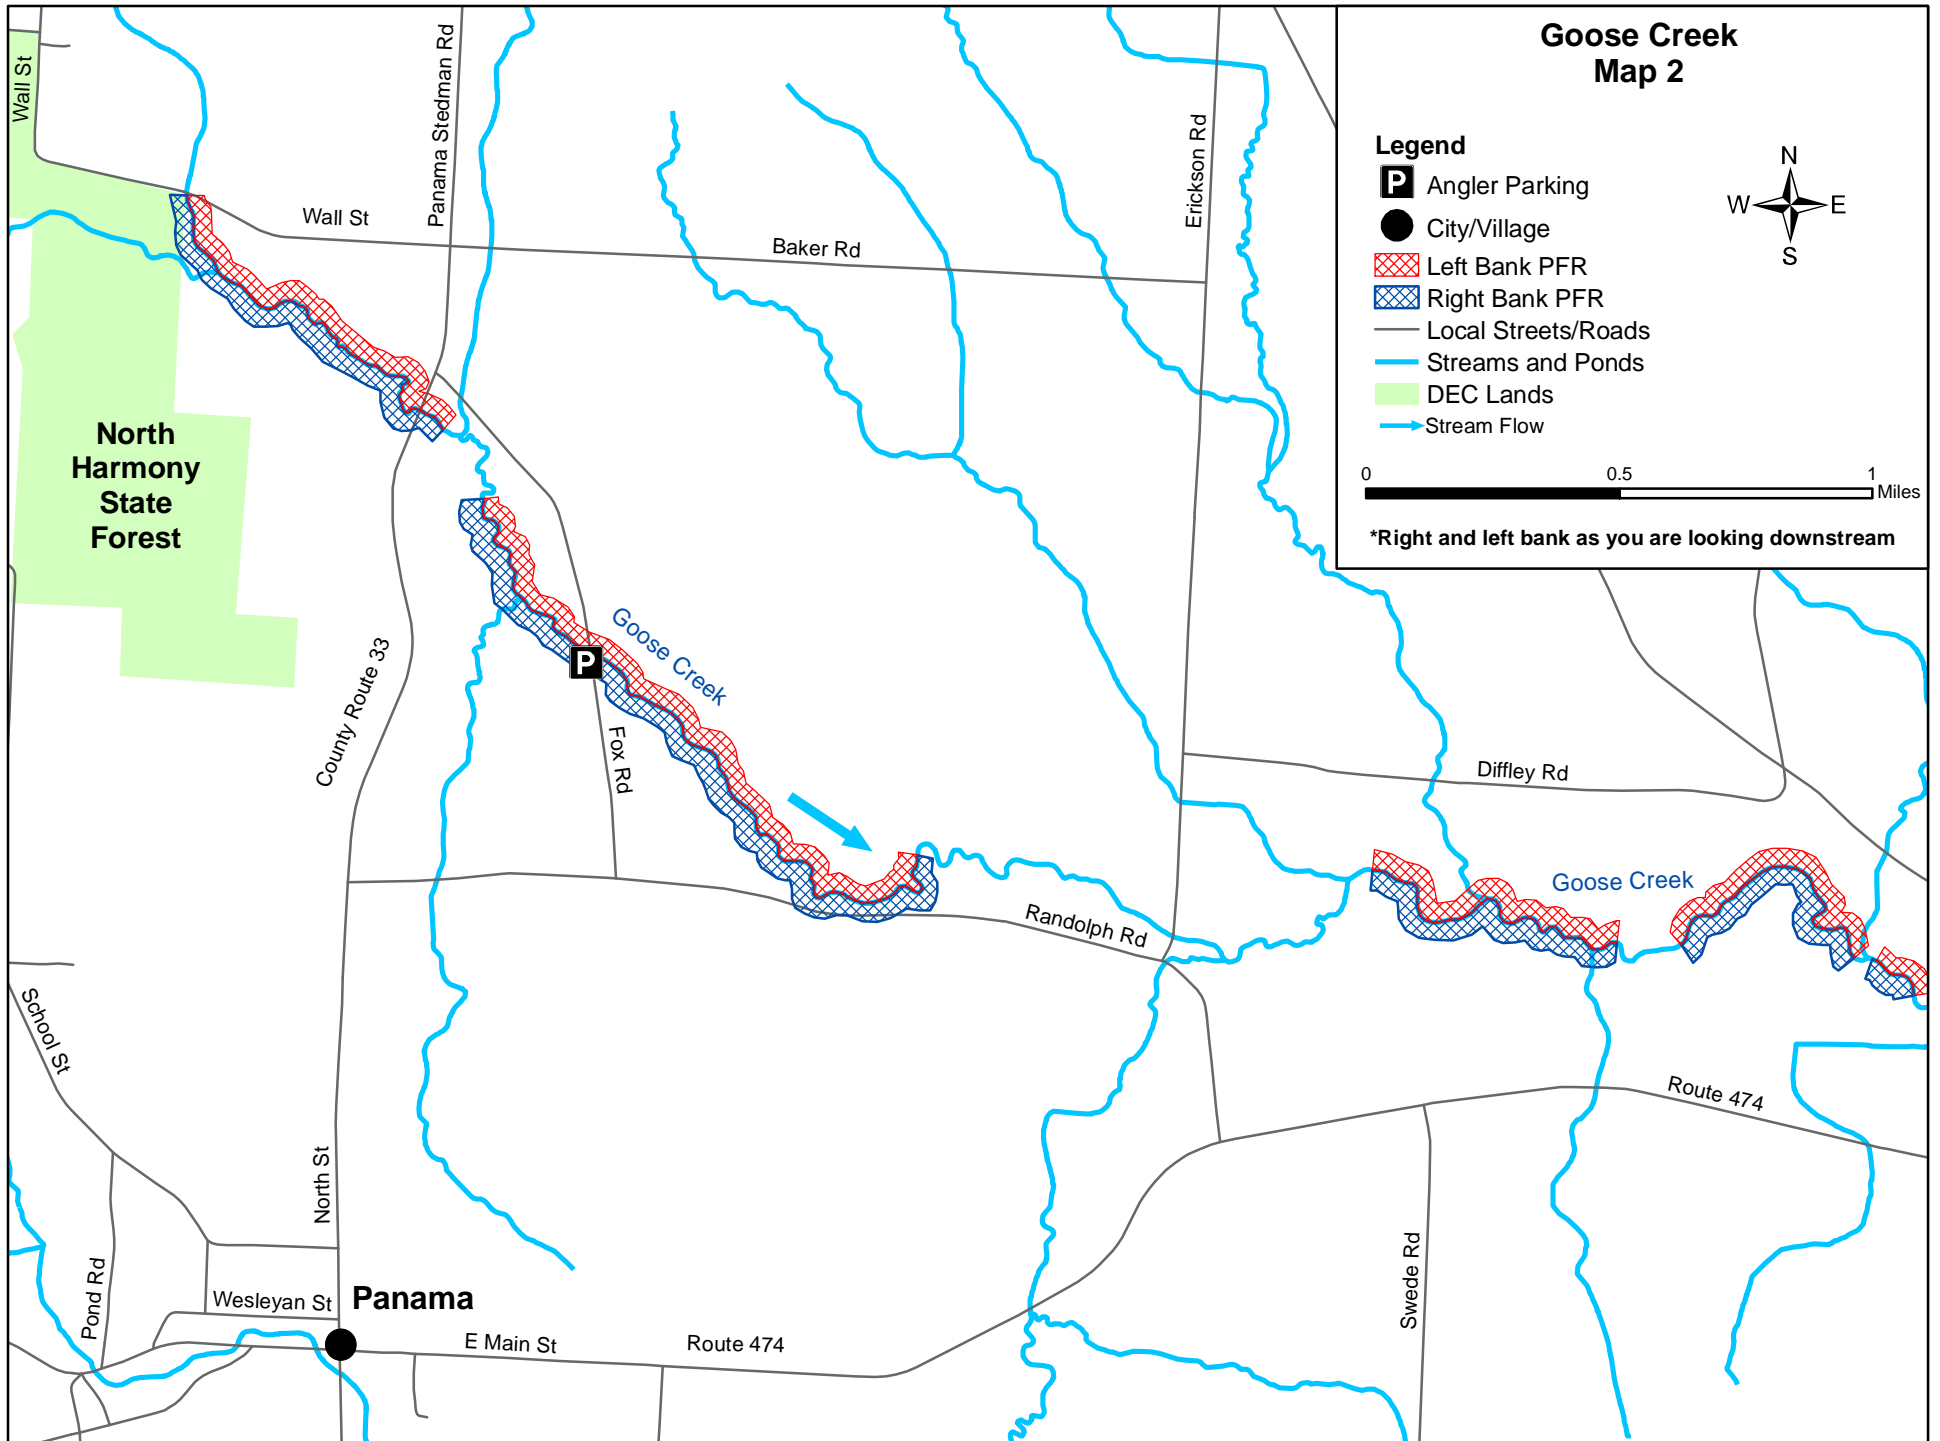 Goose Creek
Map 2
Legend
P Angler Parking
City/Village
Left Bank PFR
Right Bank PFR
Local Streets/Roads
Streams and Ponds
DEC Lands
Stream Flow
N
W E
S
0 0.5 1
Miles
*Right and left bank as you are looking downstream
Wall St
Panama Stedman Rd
Wall St
Baker Rd
Erickson Rd
North
Harmony
State
Forest
County Route 33
P
Goose Creek
Fox Rd
Diffley Rd
Goose Creek
Randolph Rd
School St
Route 474
North St
Pond Rd
Wesleyan St
Panama
E Main St
Route 474
Swede Rd